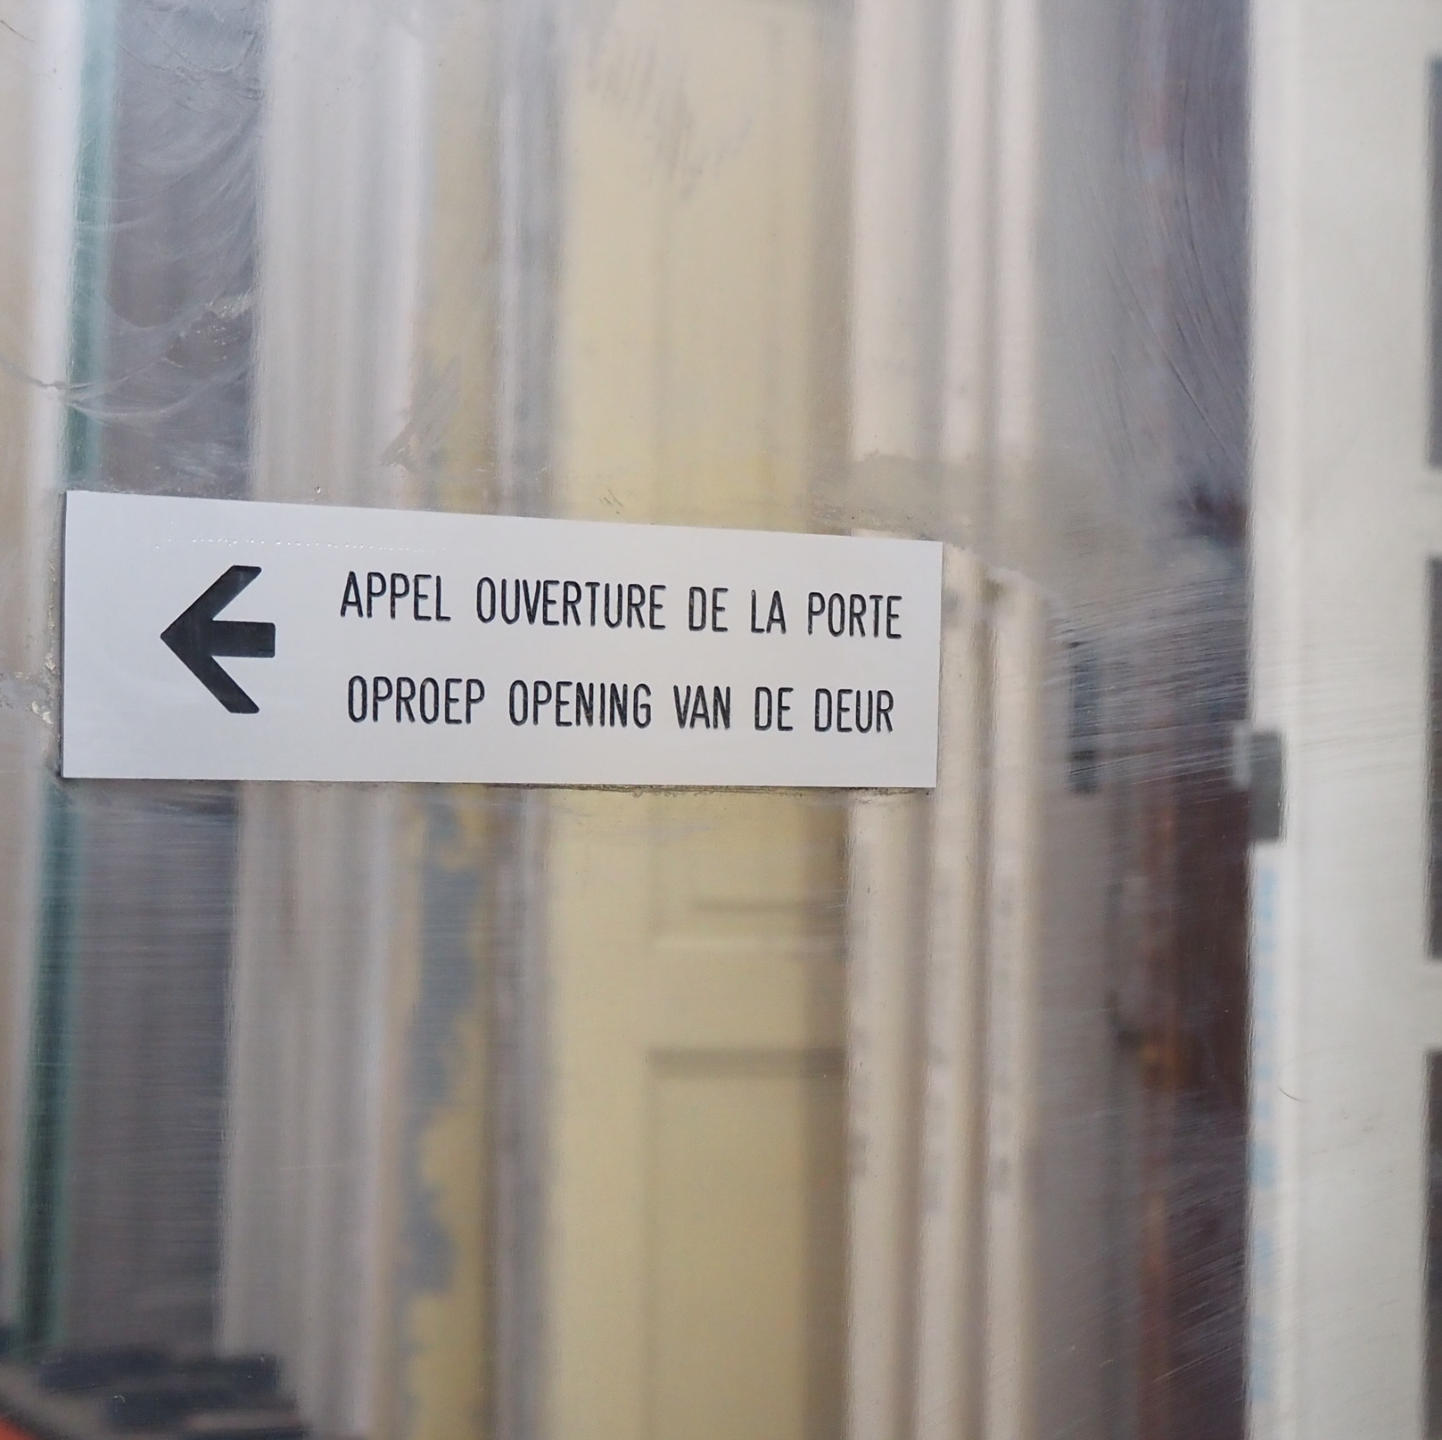 APPEL OUVERTURE DE LA PORTE
OPROEP OPENING VAN DE DEUR